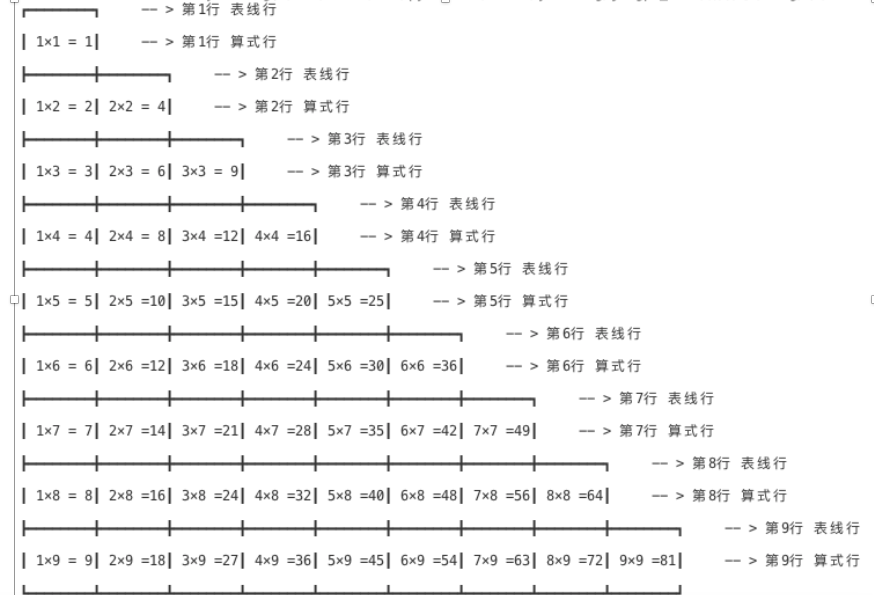 ┏━━━━━━━━┓ —— > 第1行 表线行
┃ 1×1 = 1┃ —— > 第1行 算式行
┣━━━━━━━━╋━━━━━━━━┓ —— > 第2行 表线行
┃ 1×2 = 2┃ 2×2 = 4┃ —— > 第2行 算式行
┣━━━━━━━━╋━━━━━━━━╋━━━━━━━━┓ —— > 第3行 表线行
┃ 1×3 = 3┃ 2×3 = 6┃ 3×3 = 9┃ —— > 第3行 算式行
┣━━━━━━━━╋━━━━━━━━╋━━━━━━━━╋━━━━━━━━┓ —— > 第4行 表线行
┃ 1×4 = 4┃ 2×4 = 8┃ 3×4 =12┃ 4×4 =16┃ —— > 第4行 算式行
┣━━━━━━━━╋━━━━━━━━╋━━━━━━━━╋━━━━━━━━╋━━━━━━━━┓ —— > 第5行 表线行
┃ 1×5 = 5┃ 2×5 =10┃ 3×5 =15┃ 4×5 =20┃ 5×5 =25┃ —— > 第5行 算式行
┣━━━━━━━━╋━━━━━━━━╋━━━━━━━━╋━━━━━━━━╋━━━━━━━━╋━━━━━━━━┓ —— > 第6行 表线行
┃ 1×6 = 6┃ 2×6 =12┃ 3×6 =18┃ 4×6 =24┃ 5×6 =30┃ 6×6 =36┃ —— > 第6行 算式行
┣━━━━━━━━╋━━━━━━━━╋━━━━━━━━╋━━━━━━━━╋━━━━━━━━╋━━━━━━━━╋━━━━━━━━┓ —— > 第7行 表线行
┃ 1×7 = 7┃ 2×7 =14┃ 3×7 =21┃ 4×7 =28┃ 5×7 =35┃ 6×7 =42┃ 7×7 =49┃ —— > 第7行 算式行
┣━━━━━━━━╋━━━━━━━━╋━━━━━━━━╋━━━━━━━━╋━━━━━━━━╋━━━━━━━━╋━━━━━━━━╋━━━━━━━━┓ —— > 第8行 表线行
┃ 1×8 = 8┃ 2×8 =16┃ 3×8 =24┃ 4×8 =32┃ 5×8 =40┃ 6×8 =48┃ 7×8 =56┃ 8×8 =64┃ —— > 第8行 算式行
┣━━━━━━━━╋━━━━━━━━╋━━━━━━━━╋━━━━━━━━╋━━━━━━━━╋━━━━━━━━╋━━━━━━━━╋━━━━━━━━╋━━━━━━━━┓ —— > 第9行 表线行
┃ 1×9 = 9┃ 2×9 =18┃ 3×9 =27┃ 4×9 =36┃ 5×9 =45┃ 6×9 =54┃ 7×9 =63┃ 8×9 =72┃ 9×9 =81┃ —— > 第9行 算式行